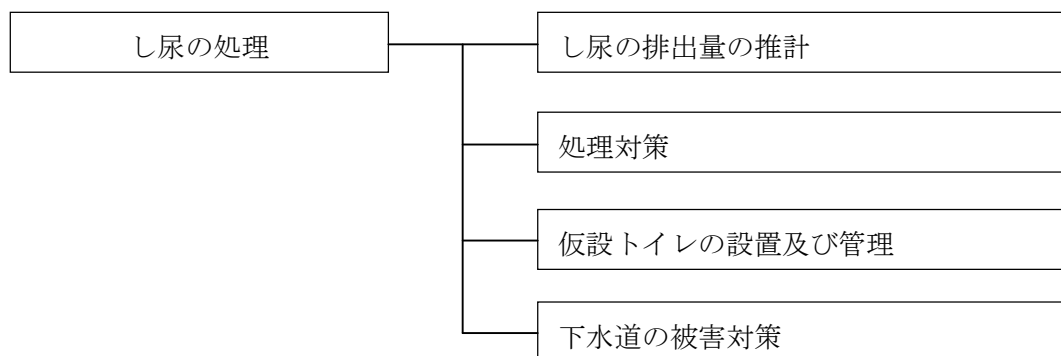 し尿の処理
し尿の排出量の推計
処理対策
仮設トイレの設置及び管理
下水道の被害対策